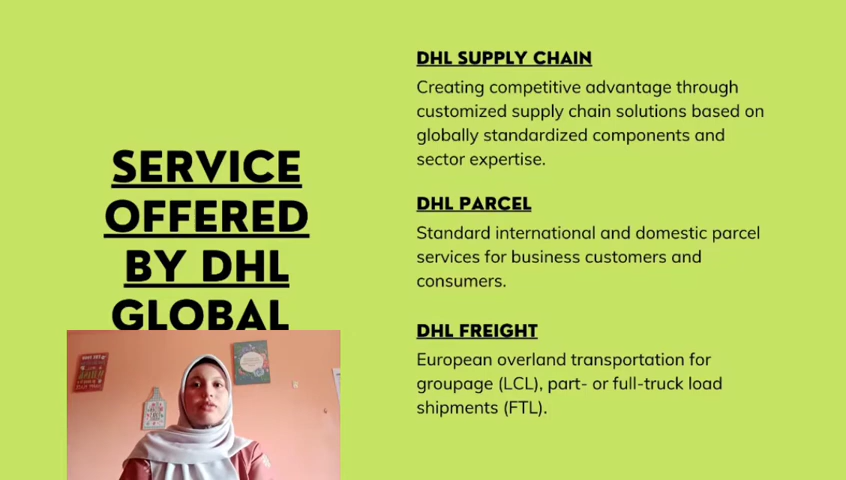 SERVICE
OFFERED
BY DHL
GLOBAL
DHL SUPPLY CHAIN
Creating competitive advantage through
customized supply chain solutions based on
globally standardized components and
sector expertise.
DHL PARCEL
Standard international and domestic parcel
services for business customers and
consumers.
DHL FREIGHT
European overland transportation for
groupage (LCL), part- or full-truck load
shipments (FTL).